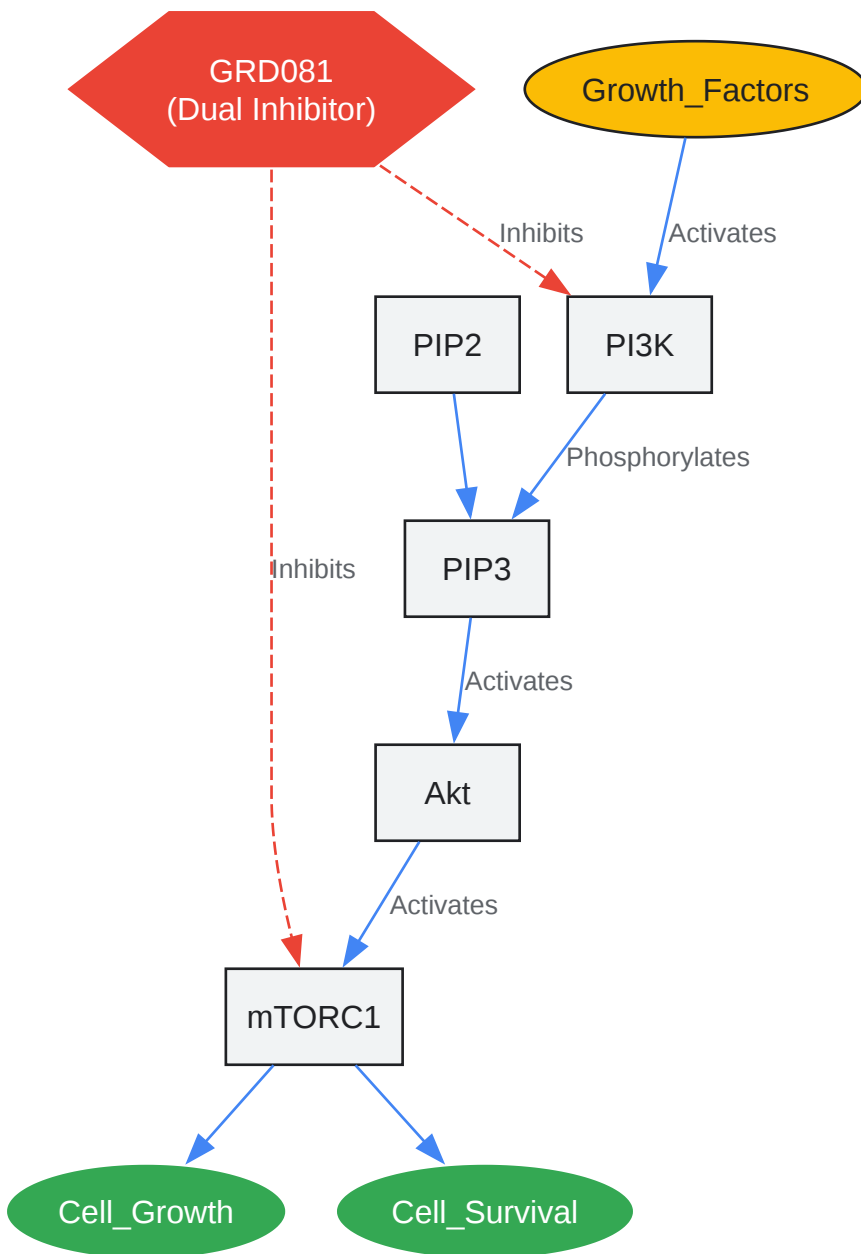 GRD081
(Dual Inhibitor)
Growth_Factors
Inhibits
Activates
PIP2
PI3K
Phosphorylates
Inhibits
PIP3
Activates
Akt
Activates
mTORC1
Cell_Growth
Cell_Survival